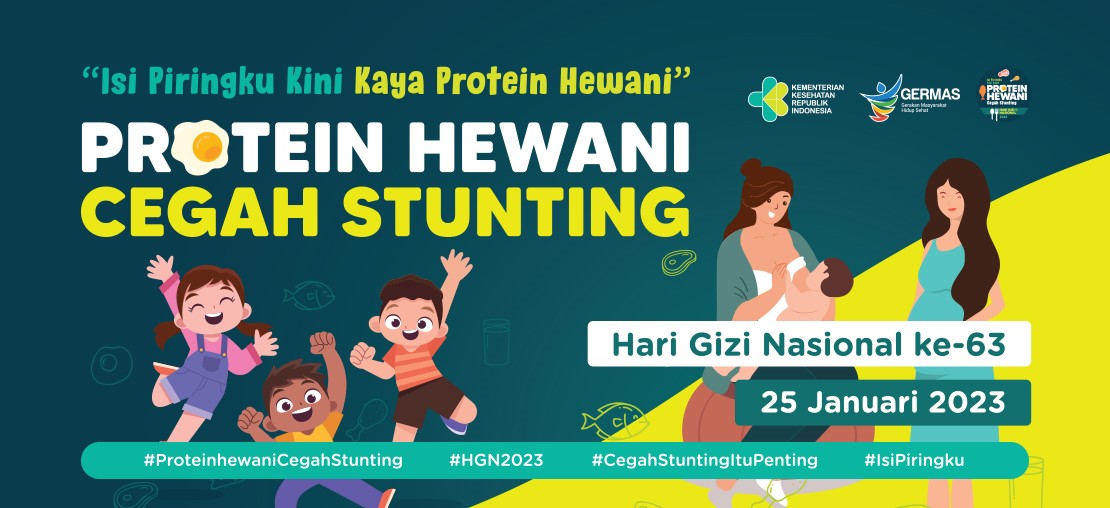 “Isi Piringku Kini Kaya Protein Hewani”
PROTEIN HEWANI
CEGAH STUNTING
KEMENTERIAN
KESEHATAN
REPUBLIK
INDONESIA
GERMAS
Gerakan Masyarakat
Hidup Sehat
PROTEIN
HEWANI
Cegah Stunting
Hari Gizi Nasional ke-63
25 Januari 2023
#ProteinhewaniCegahStunting #HGN2023 #CegahStuntingItuPenting #IsiPiringku